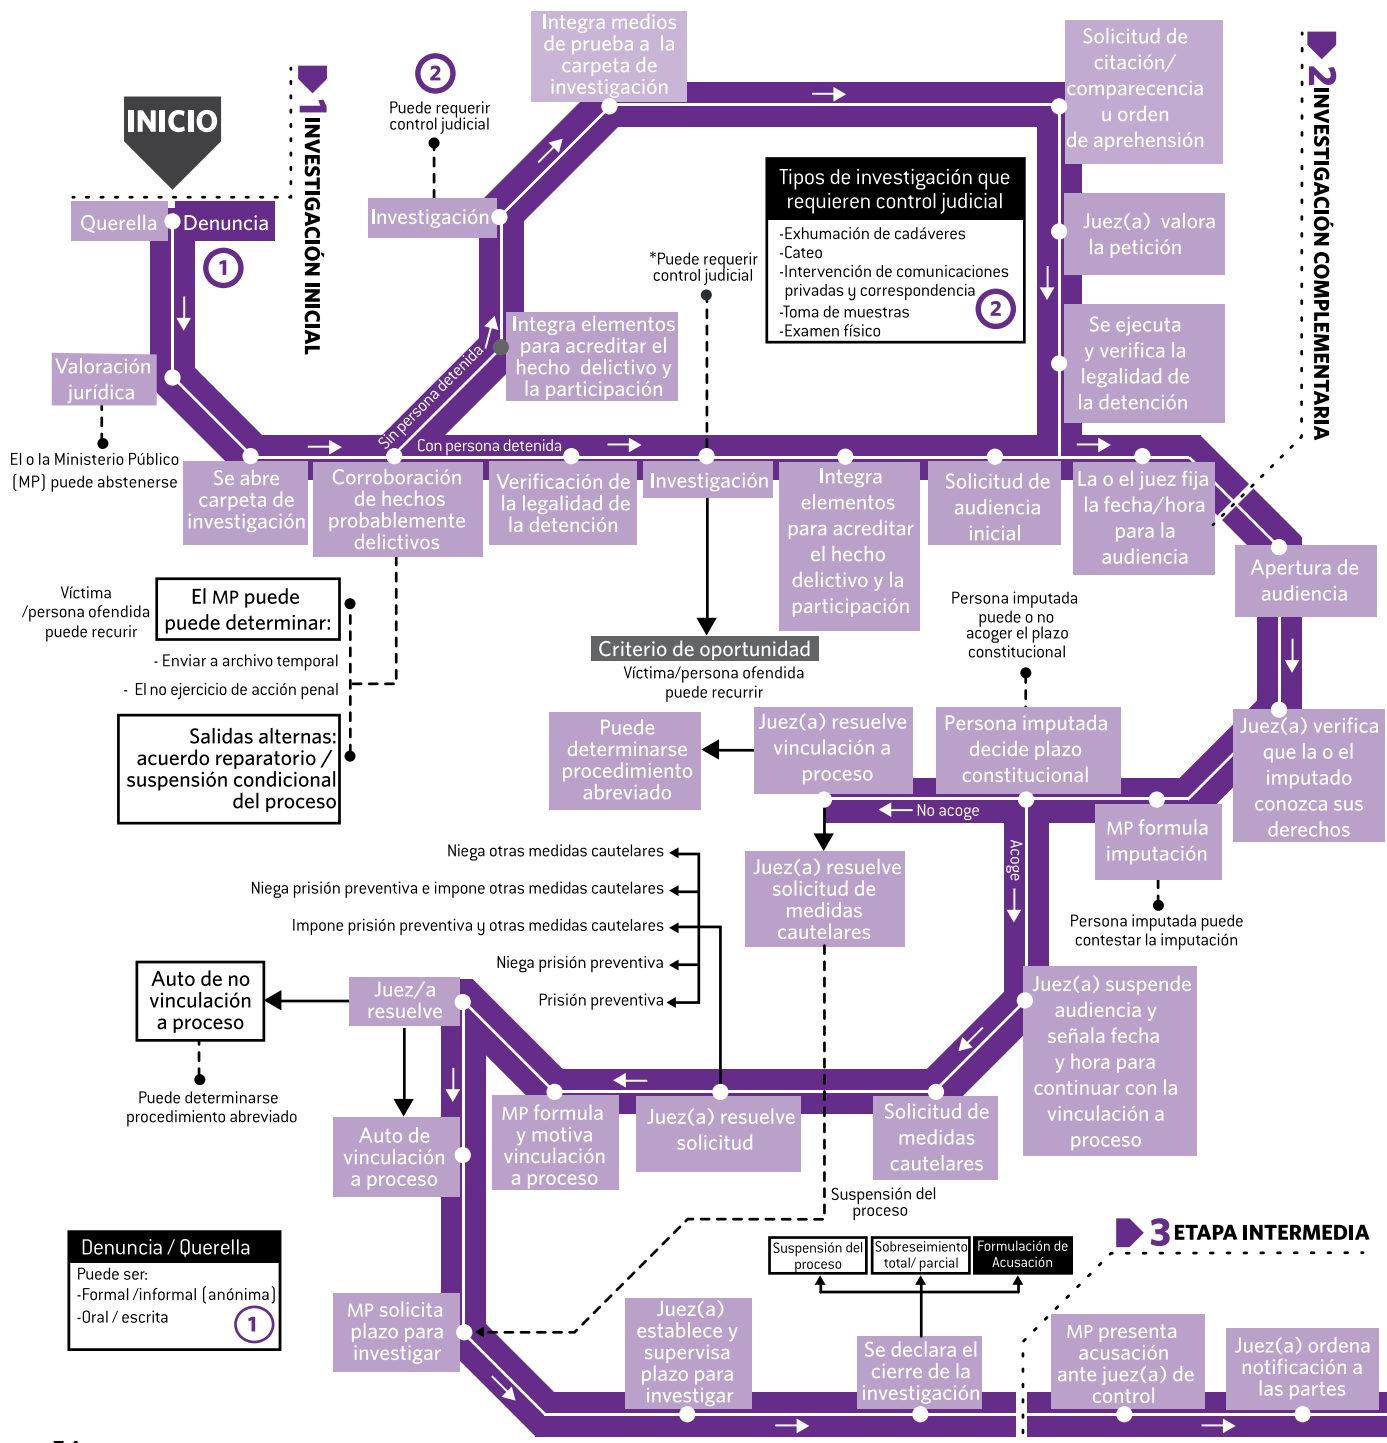 INICIO
Querella
Denuncia
1
1 INVESTIGACIÓN INICIAL
2
Puede requerir
control judicial
Investigación
Integra medios
de prueba a la
carpeta de
investigación
Solicitud de
citación/
comparecencia
u orden
de aprehensión
2 INVESTIGACIÓN COMPLEMENTARIA
Tipos de investigación que
requieren control judicial
-Exhumación de cadáveres
-Cateo
-Intervención de comunicaciones
privadas y correspondencia
-Toma de muestras
-Examen físico
2
Juez(a) valora
la petición
Se ejecuta
y verifica la
legalidad de
la detención
*Puede requerir
control judicial
Integra elementos
para acreditar el
hecho delictivo y
la participación
Valoración
jurídica
El o la Ministerio Público
(MP) puede abstenerse
Sin persona detenida
Con persona detenida
Se abre
carpeta de
investigación
Corroboración
de hechos
probablemente
delictivos
Verificación de
la legalidad de
la detención
Investigación
Integra
elementos
para acreditar
el hecho
delictivo y la
participación
Solicitud de
audiencia
inicial
La o el juez fija
la fecha/hora
para la
audiencia
Apertura de
audiencia
Víctima
/persona ofendida
puede recurir
El MP puede
puede determinar:
- Enviar a archivo temporal
- El no ejercicio de acción penal
Salidas alternas:
acuerdo reparatorio /
suspensión condicional
del proceso
Criterio de oportunidad
Víctima/persona ofendida
puede recurrir
Persona imputada
puede o no
acoger el plazo
constitucional
Puede
determinarse
procedimiento
abreviado
Juez(a) resuelve
vinculación a
proceso
Persona imputada
decide plazo
constitucional
Juez(a) verifica
que la o el
imputado
conozca sus
derechos
No acoge
Acoge
MP formula
imputación
Persona imputada puede
contestar la imputación
Juez(a) resuelve
solicitud de
medidas
cautelares
Niega otras medidas cautelares
Niega prisión preventiva e impone otras medidas cautelares
Impone prisión preventiva y otras medidas cautelares
Niega prisión preventiva
Prisión preventiva
Auto de no
vinculación
a proceso
Juez/a
resuelve
Puede determinarse
procedimiento abreviado
Auto de
vinculación
a proceso
MP formula
y motiva
vinculación
a proceso
Juez(a) resuelve
solicitud
Solicitud de
medidas
cautelares
Juez(a) suspende
audiencia y
señala fecha
y hora para
continuar con la
vinculación a
proceso
Suspensión del
proceso
Denuncia / Querella
Puede ser:
-Formal /informal (anónima)
-Oral / escrita
1
MP solicita
plazo para
investigar
Juez(a)
establece y
supervisa
plazo para
investigar
Suspensión del
proceso
Sobreseimiento
total/ parcial
Formulación de
Acusación
Se declara el
cierre de la
investigación
3 ETAPA INTERMEDIA
MP presenta
acusación
ante juez(a) de
control
Juez(a) ordena
notificación a
las partes